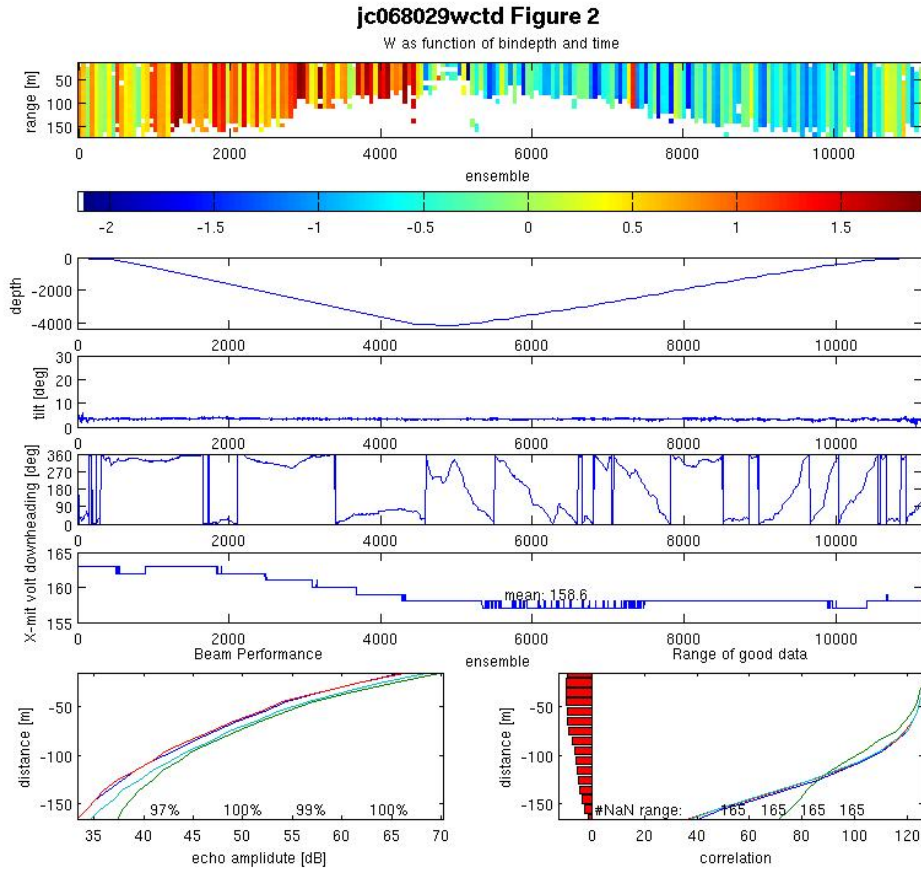 jc068029wctd Figure 2
W as function of bindepth and time
range [m]
50
100
150
0 2000 4000 6000 8000 10000
ensemble
-2 -1.5 -1 -0.5 0 0.5 1 1.5
depth
0
-2000
-4000
0 2000 4000 6000 8000 10000
tilt [deg]
30
20
10
0
0 2000 4000 6000 8000 10000
heading [deg]
360
270
180
90
0
0 2000 4000 6000 8000 10000
X-mit volt down
165
160
155
mean: 158.6
0 2000 4000 6000 8000 10000
ensemble
Beam Performance
distance [m]
-50
-100
-150
97% 100% 99% 100%
35 40 45 50 55 60 65 70
echo amplidute [dB]
Range of good data
distance [m]
-50
-100
-150
#NaN range: 165 165 165 165
0 20 40 60 80 100 120
correlation